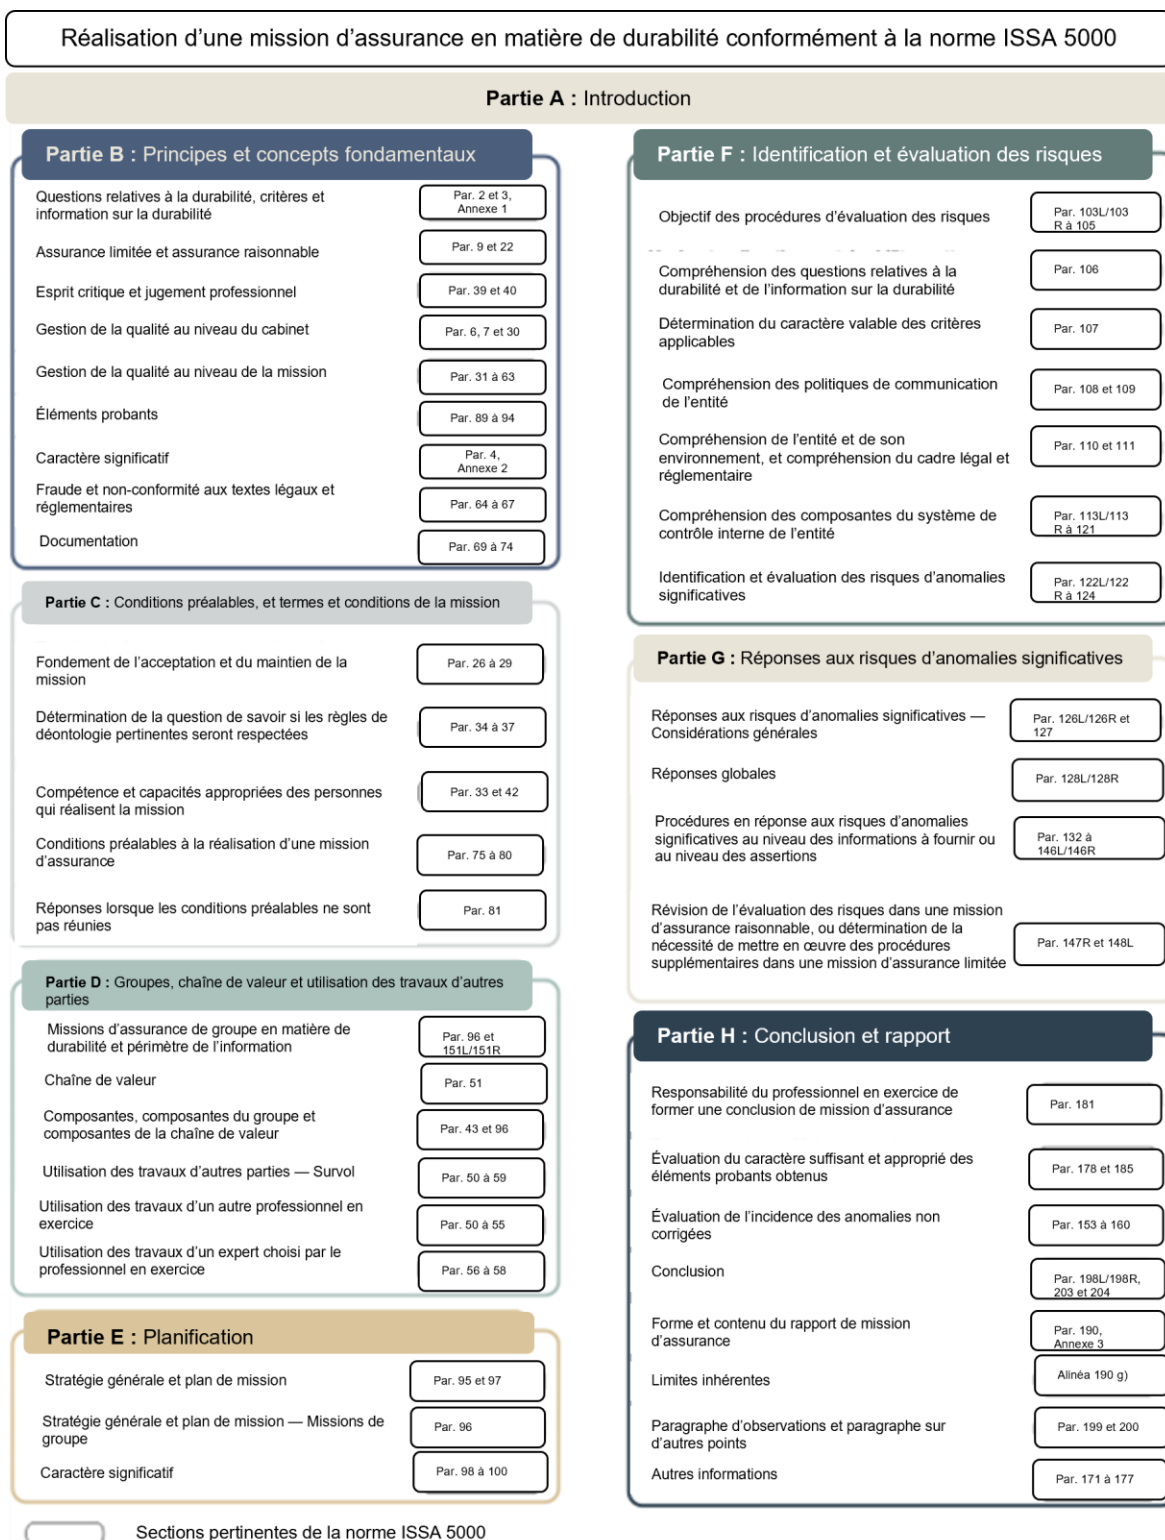 Réalisation d’une mission d’assurance en matière de durabilité conformément à la norme ISSA 5000
Partie A : Introduction
Partie B : Principes et concepts fondamentaux
Questions relatives à la durabilité, critères et
information sur la durabilité
Par. 2 et 3,
Annexe 1
Assurance limitée et assurance raisonnable
Par. 9 et 22
Esprit critique et jugement professionnel
Par. 39 et 40
Gestion de la qualité au niveau du cabinet
Par. 6, 7 et 30
Gestion de la qualité au niveau de la mission
Par. 31 à 63
Éléments probants
Par. 89 à 94
Caractère significatif
Par. 4,
Annexe 2
Fraude et non-conformité aux textes légaux et
réglementaires
Par. 64 à 67
Documentation
Par. 69 à 74
Partie C : Conditions préalables, et termes et conditions de la mission
Fondement de l’acceptation et du maintien de la
mission
Par. 26 à 29
Détermination de la question de savoir si les règles de
déontologie pertinentes seront respectées
Par. 34 à 37
Compétence et capacités appropriées des personnes
qui réalisent la mission
Par. 33 et 42
Conditions préalables à la réalisation d’une mission
d’assurance
Par. 75 à 80
Réponses lorsque les conditions préalables ne sont
pas réunies
Par. 81
Partie D : Groupes, chaîne de valeur et utilisation des travaux d’autres
parties
Missions d’assurance de groupe en matière de
durabilité et périmètre de l’information
Par. 96 et
151L/151R
Chaîne de valeur
Par. 51
Composantes, composantes du groupe et
composantes de la chaîne de valeur
Par. 43 et 96
Utilisation des travaux d’autres parties — Survol
Par. 50 à 59
Utilisation des travaux d’un autre professionnel en
exercice
Par. 50 à 55
Utilisation des travaux d’un expert choisi par le
professionnel en exercice
Par. 56 à 58
Partie E : Planification
Stratégie générale et plan de mission
Par. 95 et 97
Stratégie générale et plan de mission — Missions de
groupe
Par. 96
Caractère significatif
Par. 98 à 100
Partie F : Identification et évaluation des risques
Objectif des procédures d’évaluation des risques
Par. 103L/103
R à 105
Compréhension des questions relatives à la
durabilité et de l’information sur la durabilité
Par. 106
Détermination du caractère valable des critères
applicables
Par. 107
Compréhension des politiques de communication
de l’entité
Par. 108 et 109
Compréhension de l’entité et de son
environnement, et compréhension du cadre légal et
réglementaire
Par. 110 et 111
Compréhension des composantes du système de
contrôle interne de l’entité
Par. 113L/113
R à 121
Identification et évaluation des risques d’anomalies
significatives
Par. 122L/122
R à 124
Partie G : Réponses aux risques d’anomalies significatives
Réponses aux risques d’anomalies significatives —
Considérations générales
Par. 126L/126R et
127
Réponses globales
Par. 128L/128R
Procédures en réponse aux risques d’anomalies
significatives au niveau des informations à fournir ou
au niveau des assertions
Par. 132 à
146L/146R
Révision de l’évaluation des risques dans une mission
d’assurance raisonnable, ou détermination de la
nécessité de mettre en œuvre des procédures
supplémentaires dans une mission d’assurance limitée
Par. 147R et 148L
Partie H : Conclusion et rapport
Responsabilité du professionnel en exercice de
former une conclusion de mission d’assurance
Par. 181
Évaluation du caractère suffisant et approprié des
éléments probants obtenus
Par. 178 et 185
Évaluation de l’incidence des anomalies non
corrigées
Par. 153 à 160
Conclusion
Par. 198L/198R,
203 et 204
Forme et contenu du rapport de mission
d’assurance
Par. 190,
Annexe 3
Limites inhérentes
Alinéa 190 g)
Paragraphe d’observations et paragraphe sur
d’autres points
Par. 199 et 200
Autres informations
Par. 171 à 177
Sections pertinentes de la norme ISSA 5000